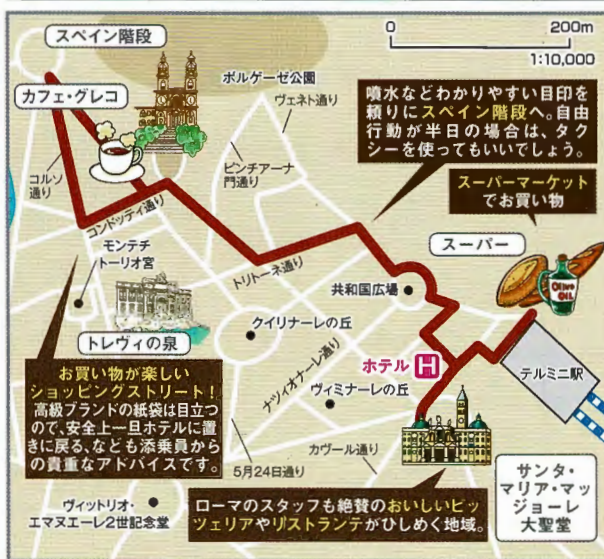 スペイン階段
0
200m
1:10,000
ボルゲーゼ公園
カフェ・グレコ
ヴェネト通り
噴水などわかりやすい目印を
頼りにスペイン階段へ。自由
行動が半日の場合は、タク
シーを使ってもいいでしょう。
コルソ
通り
ピンチアーナ
門通り
スーパーマーケット
でお買い物
コンドッティ通り
スーパー
モンテチ
トーリオ宮
トリトーネ通り
共和国広場
Olive
OIL
トレヴィの泉
クイリナーレの丘
テルミニ駅
お買い物が楽しい
ショッピングストリート!
高級ブランドの紙袋は目立つ
ので、安全上一旦ホテルに置
きに戻る、なども添乗員から
の貴重なアドバイスです。
ナツィオナーレ通り
ホテル H
ヴィミナーレの丘
カヴール通り
5月24日通り
サンタ・
マリア・マッ
ジョーレ
大聖堂
ヴィットリオ・
エマヌエーレ2世記念堂
ローマのスタッフも絶賛のおいしいピッ
ツェリアやリストランテがひしめく地域。